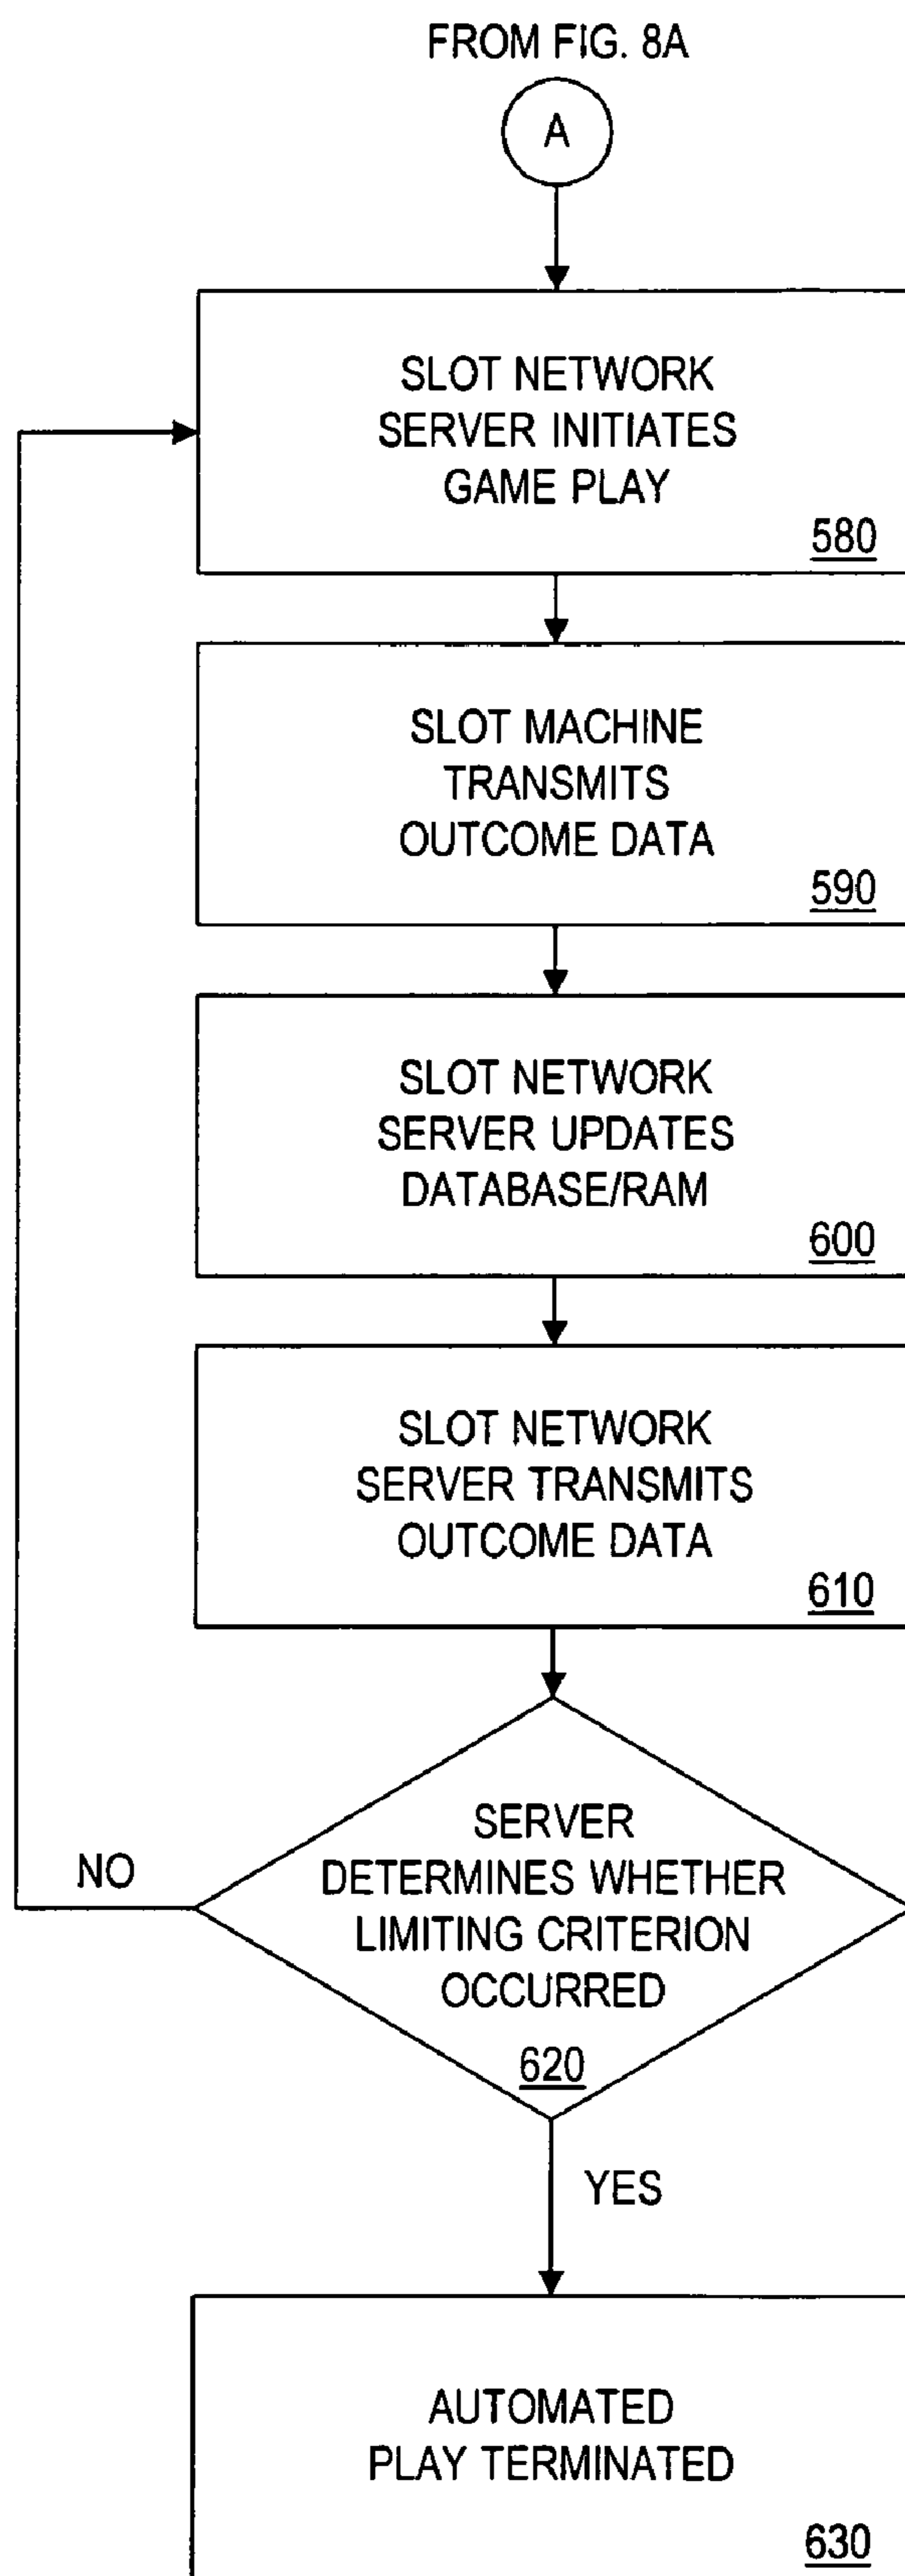 FROM FIG. 8A
A
SLOT NETWORK
SERVER INITIATES
GAME PLAY
580
SLOT MACHINE
TRANSMITS
OUTCOME DATA
590
SLOT NETWORK
SERVER UPDATES
DATABASE/RAM
600
SLOT NETWORK
SERVER TRANSMITS
OUTCOME DATA
610
SERVER
DETERMINES WHETHER
LIMITING CRITERION
OCCURRED
620
NO
YES
AUTOMATED
PLAY TERMINATED
630